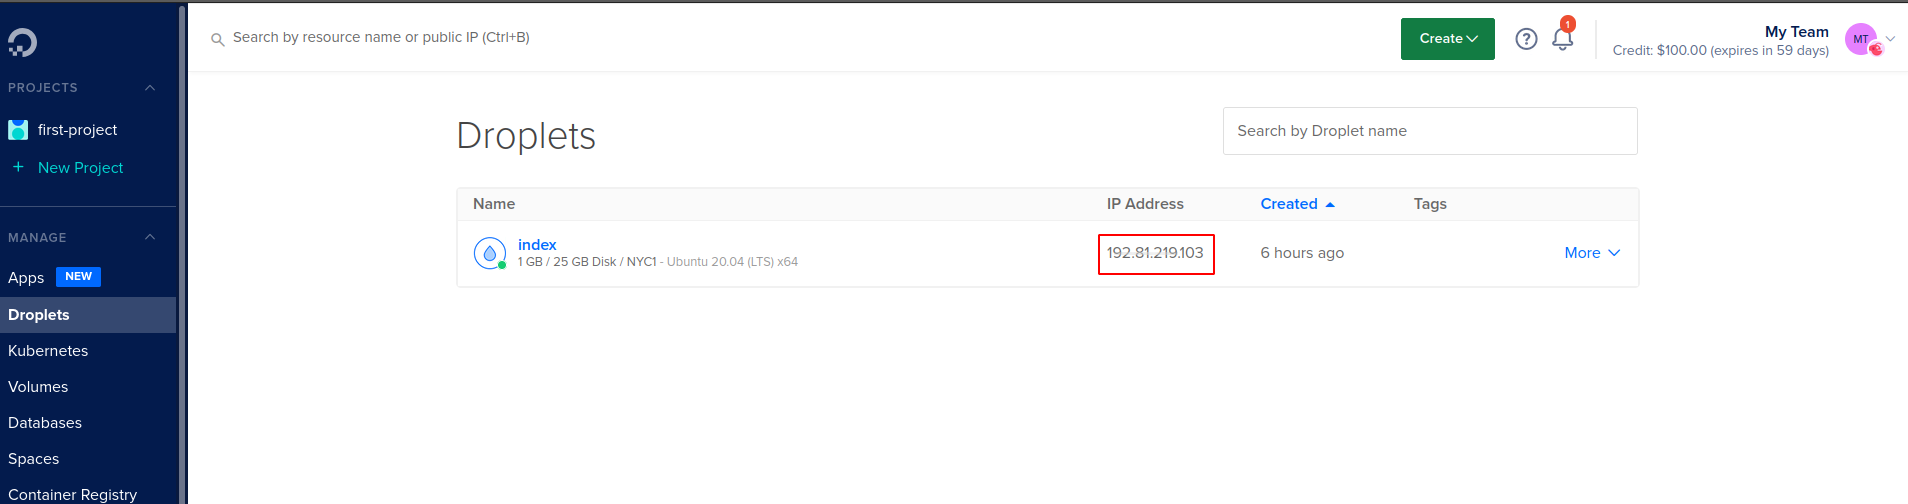 Search by resource name or public IP (Ctrl+B)
Create
1
My Team
Credit: $100.00 (expires in 59 days)
MT
PROJECTS
first-project
+ New Project
MANAGE
Apps NEW
Droplets
Kubernetes
Volumes
Databases
Spaces
Container Registry
Droplets
Search by Droplet name
Name IP Address Created Tags
index
1 GB / 25 GB Disk / NYC1 - Ubuntu 20.04 (LTS) x64
192.81.219.103
6 hours ago
More